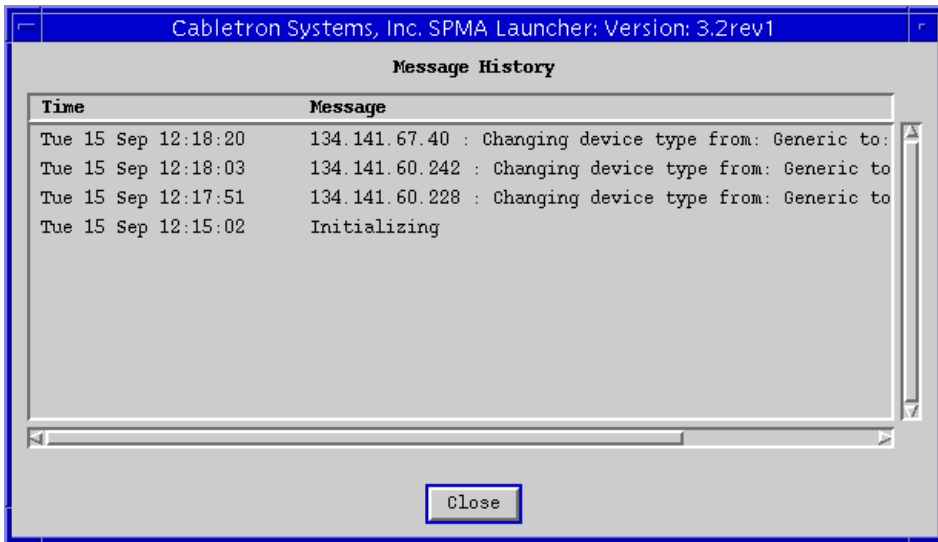 Cabletron Systems, Inc. SPMA Launcher: Version: 3.2rev1
Message History
Time Message
Tue 15 Sep 12:18:20 134.141.67.40 : Changing device type from: Generic to:
Tue 15 Sep 12:18:03 134.141.60.242 : Changing device type from: Generic to
Tue 15 Sep 12:17:51 134.141.60.228 : Changing device type from: Generic to
Tue 15 Sep 12:15:02 Initializing
Close